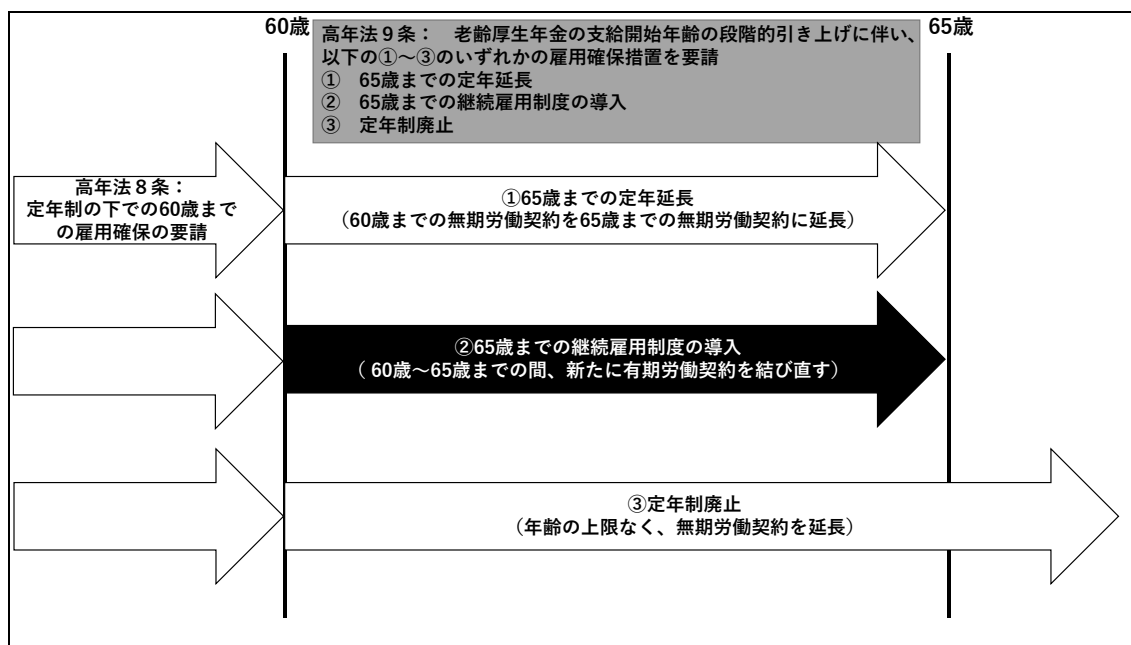 60歳
65歳
高年法９条：　老齢厚生年金の支給開始年齢の段階的引き上げに伴い、
以下の①～③のいずれかの雇用確保措置を要請
①　65歳までの定年延長
②　65歳までの継続雇用制度の導入
③　定年制廃止
高年法８条：
定年制の下での60歳まで
の雇用確保の要請
①65歳までの定年延長
（60歳までの無期労働契約を65歳までの無期労働契約に延長）
②65歳までの継続雇用制度の導入
（ 60歳～65歳までの間、新たに有期労働契約を結び直す）
③定年制廃止
（年齢の上限なく、無期労働契約を延長）